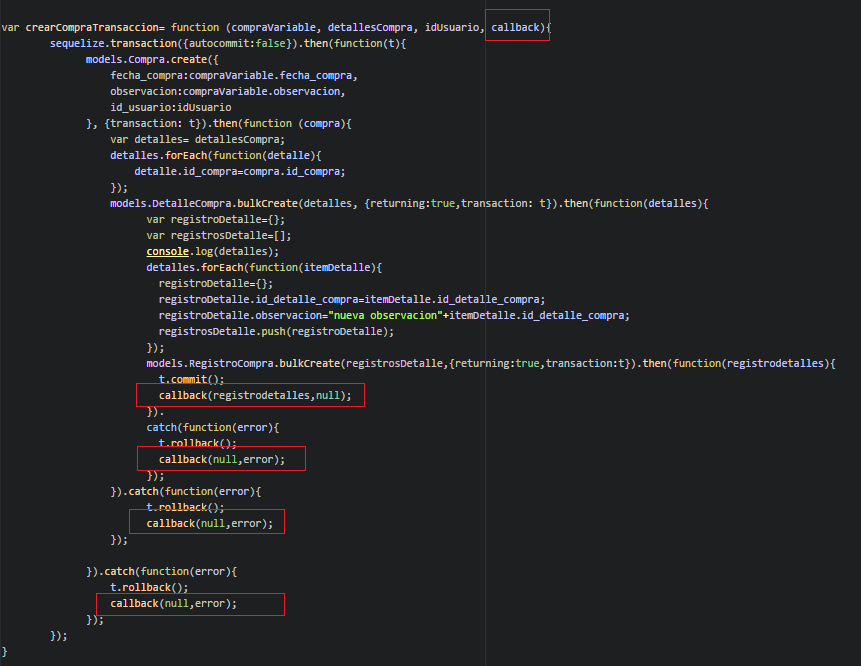 var crearCompraTransaccion= function (compraVariable, detallesCompra, idUsuario, callback){
sequelize.transaction({autocommit:false}).then(function(t){
models.Compra.create({
fecha_compra:compraVariable.fecha_compra,
observacion:compraVariable.observacion,
id_usuario:idUsuario
}, {transaction: t}).then(function (compra){
var detalles= detallesCompra;
detalles.forEach(function(detalle){
detalle.id_compra=compra.id_compra;
});
models.DetalleCompra.bulkCreate(detalles, {returning:true,transaction: t}).then(function(detalles){
var registroDetalle={};
var registrosDetalle=[];
console.log(detalles);
detalles.forEach(function(itemDetalle){
registroDetalle={};
registroDetalle.id_detalle_compra=itemDetalle.id_detalle_compra;
registroDetalle.observacion="nueva observacion"+itemDetalle.id_detalle_compra;
registrosDetalle.push(registroDetalle);
});
models.RegistroCompra.bulkCreate(registrosDetalle,{returning:true,transaction:t}).then(function(registrodetalles){
t.commit();
callback(registrodetalles,null);
}).
catch(function(error){
t.rollback();
callback(null,error);
});
}).catch(function(error){
t.rollback();
callback(null,error);
});
}).catch(function(error){
t.rollback();
callback(null,error);
});
});
}